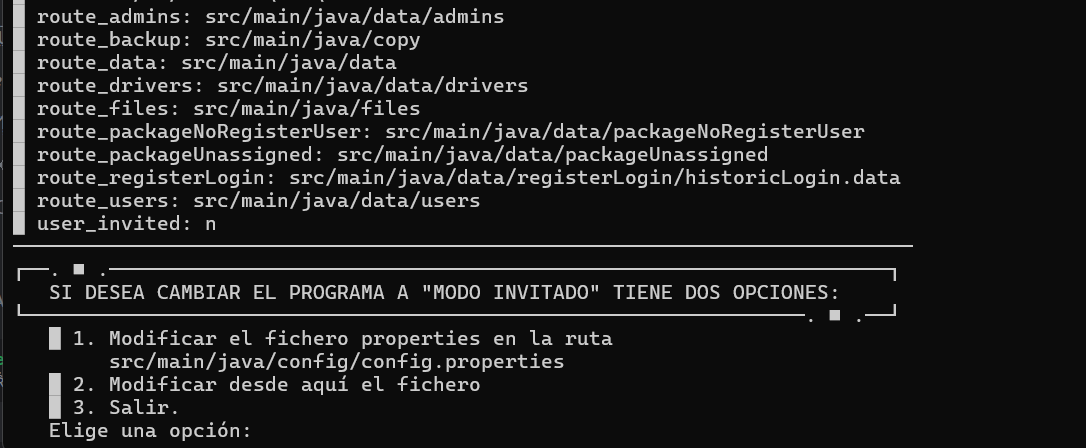 route_admins: src/main/java/data/admins
route_backup: src/main/java/copy
route_data: src/main/java/data
route_drivers: src/main/java/data/drivers
route_files: src/main/java/files
route_packageNoRegisterUser: src/main/java/data/packageNoRegisterUser
route_packageUnassigned: src/main/java/data/packageUnassigned
route_registerLogin: src/main/java/data/registerLogin/historicLogin.data
route_users: src/main/java/data/users
user_invited: n
SI DESEA CAMBIAR EL PROGRAMA A "MODO INVITADO" TIENE DOS OPCIONES:
1. Modificar el fichero properties en la ruta
src/main/java/config/config.properties
2. Modificar desde aquí el fichero
3. Salir.
Elige una opción: